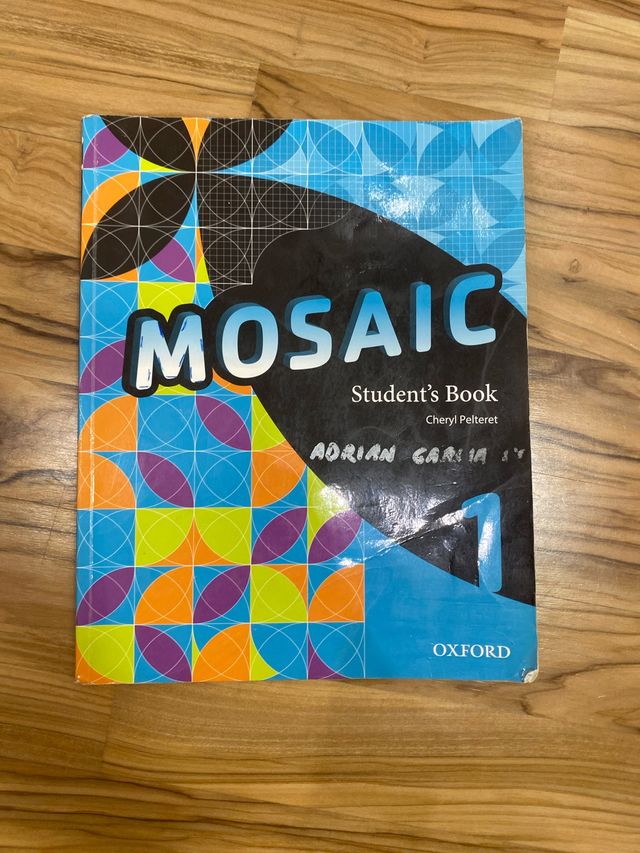 MOSAIC
Student's Book
Cheryl Pelteret
ADRIAN GARCIA
1
OXFORD